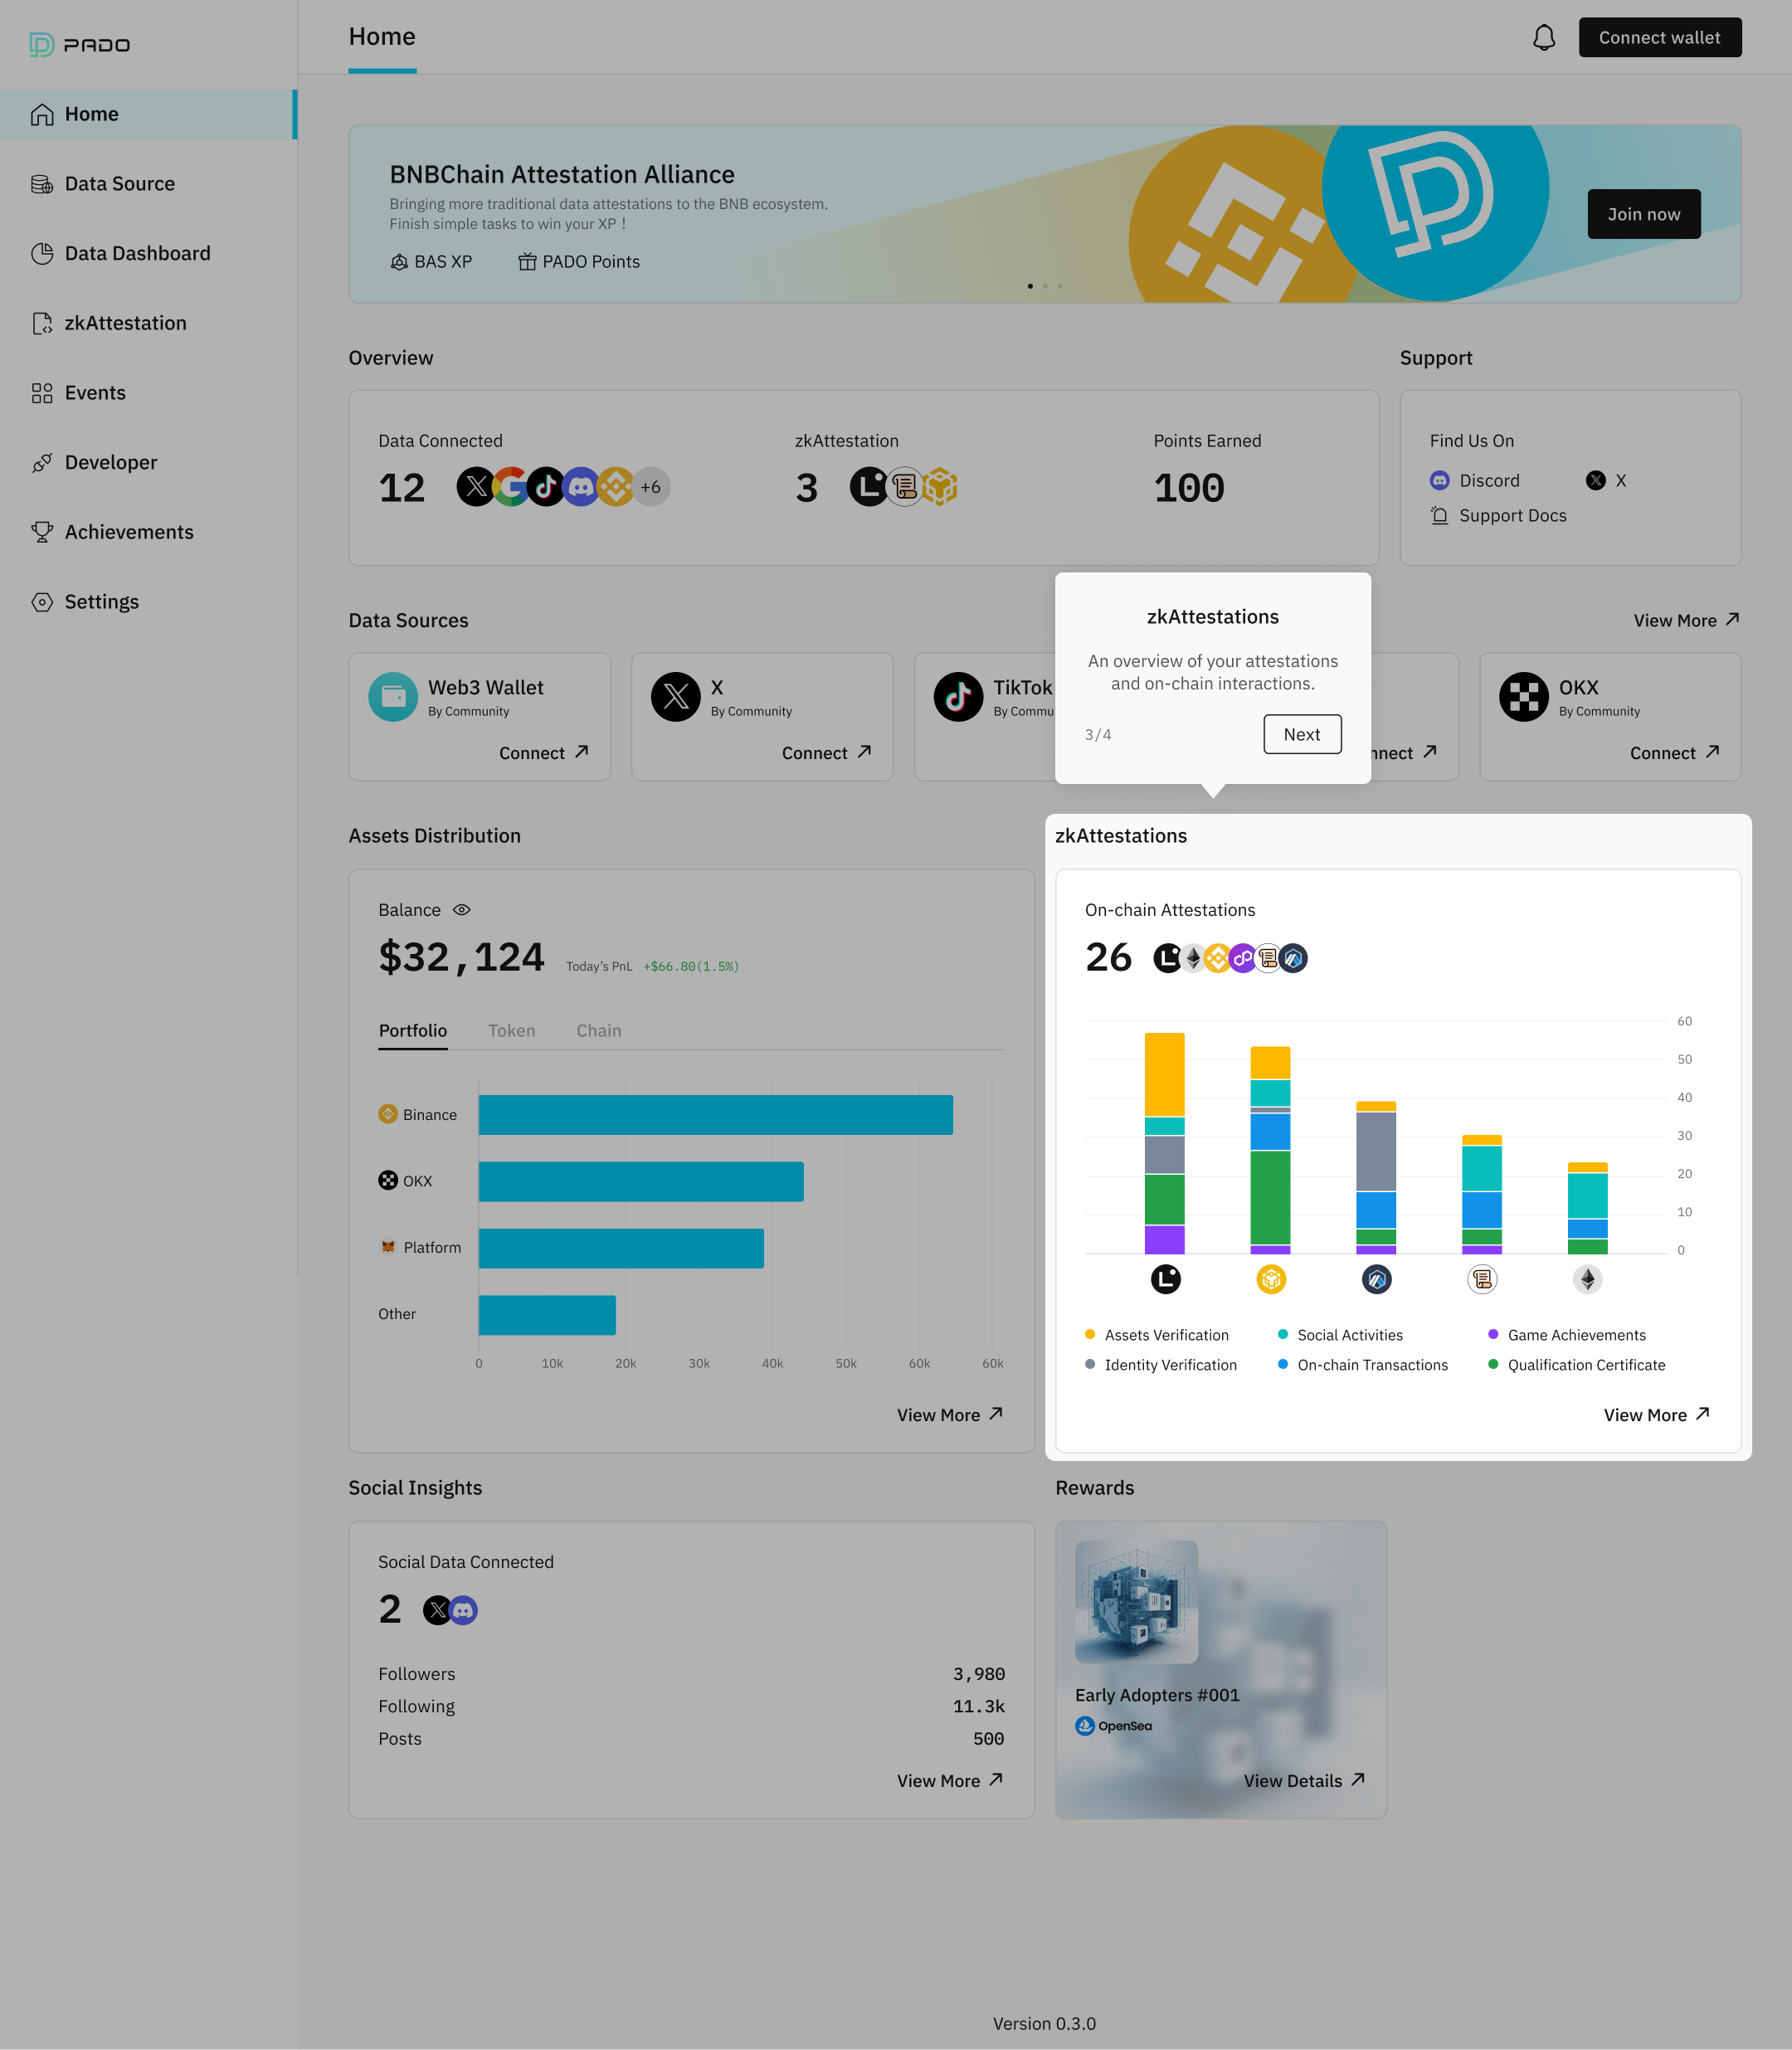 PADO
Home
Data Source
Data Dashboard
zkAttestation
Events
Developer
Achievements
Settings
Home
Connect wallet
BNBChain Attestation Alliance
Bringing more traditional data attestations to the BNB ecosystem.
Finish simple tasks to win your XP !
BAS XP PADO Points
Join now
Overview
Data Connected
12 +6
zkAttestation
3
Points Earned
100
Support
Find Us On
Discord X
Support Docs
Data Sources
View More
Web3 Wallet
By Community
Connect
X
By Community
Connect
TikTok
By Commu
nnect
OKX
By Community
Connect
zkAttestations
An overview of your attestations
and on-chain interactions.
3/4
Next
Assets Distribution
Balance
$32,124 Today's PnL +$66.80(1.5%)
Portfolio Token Chain
Binance
OKX
Platform
Other
0 10k 20k 30k 40k 50k 60k 60k
View More
zkAttestations
On-chain Attestations
26
60
50
40
30
20
10
0
Assets Verification Social Activities Game Achievements
Identity Verification On-chain Transactions Qualification Certificate
View More
Social Insights
Social Data Connected
2
Followers 3,980
Following 11.3k
Posts 500
View More
Rewards
Early Adopters #001
OpenSea
View Details
Version 0.3.0